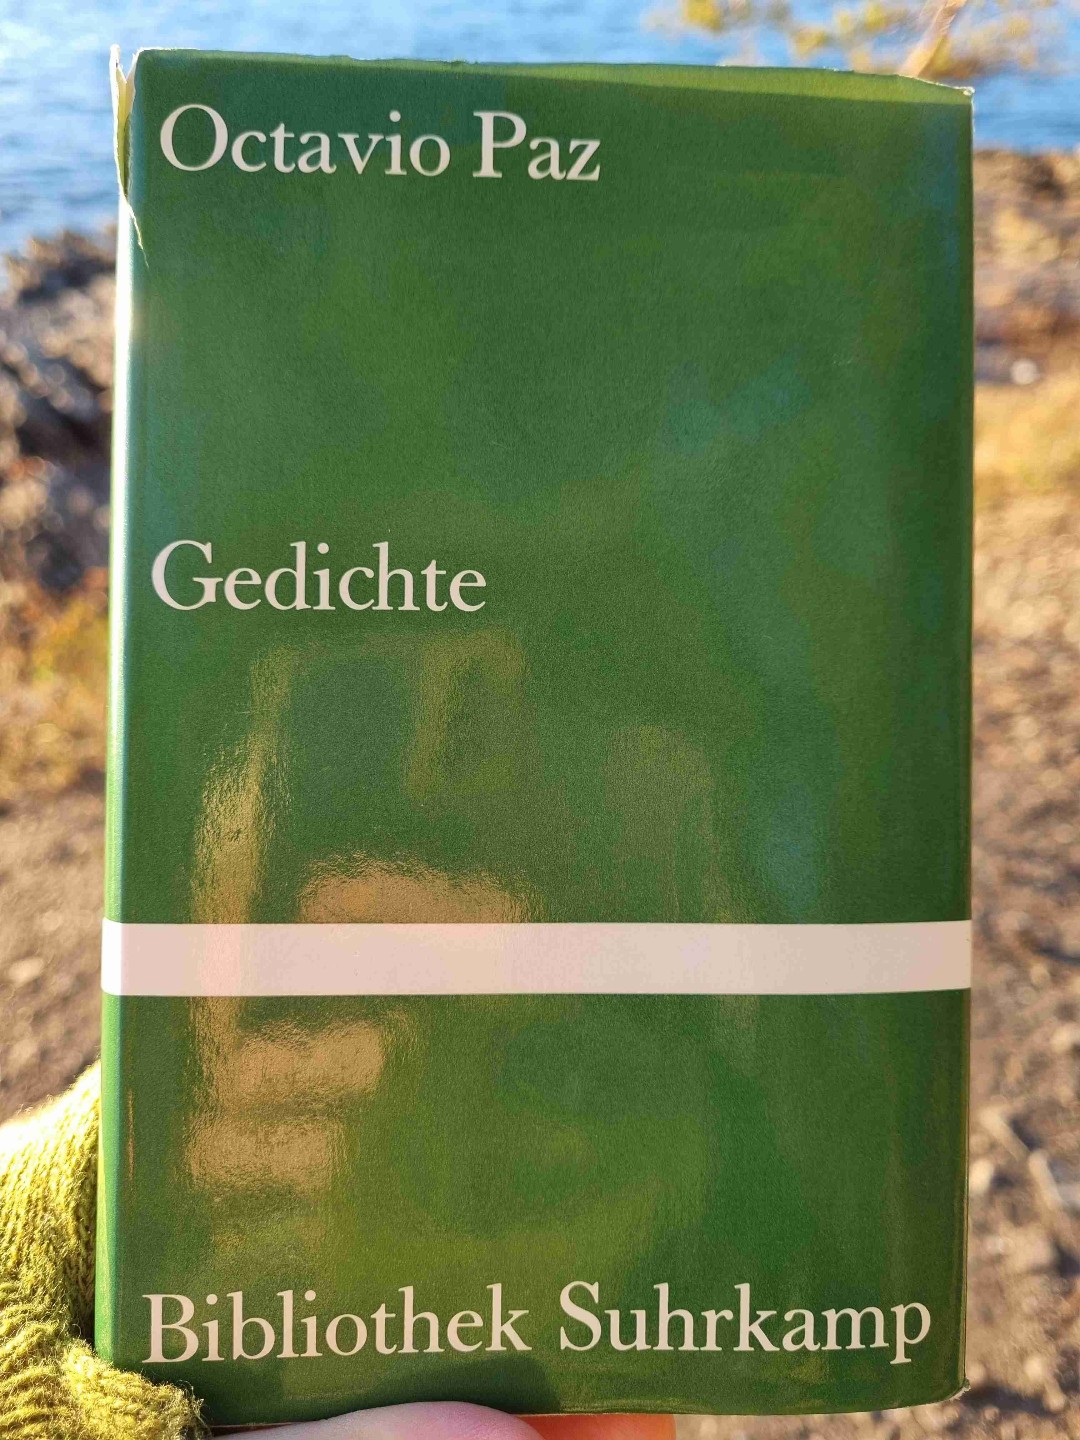 Octavio Paz
Gedichte
Bibliothek Suhrkamp